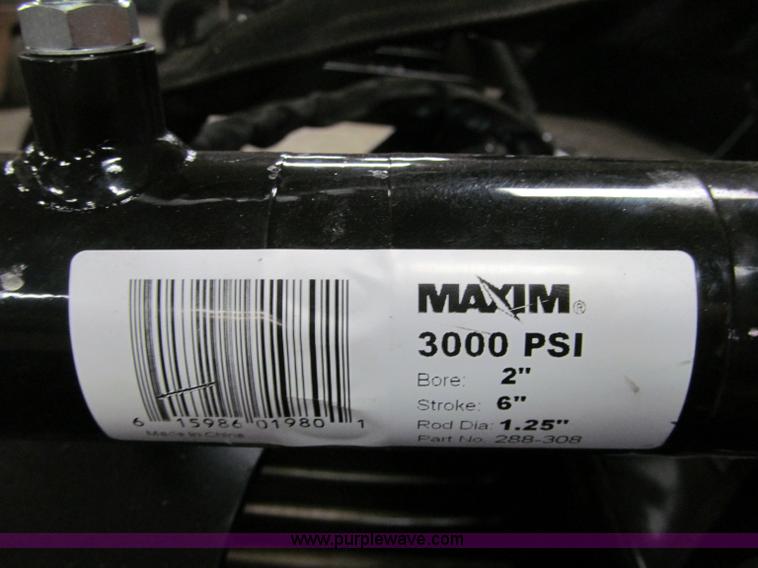 MAXIM®
3000 PSI
Bore: 2"
Stroke: 6"
Rod Dia: 1.25"
Part No. 288-308
6 15986 01980 1
Made in China
www.purplewave.com